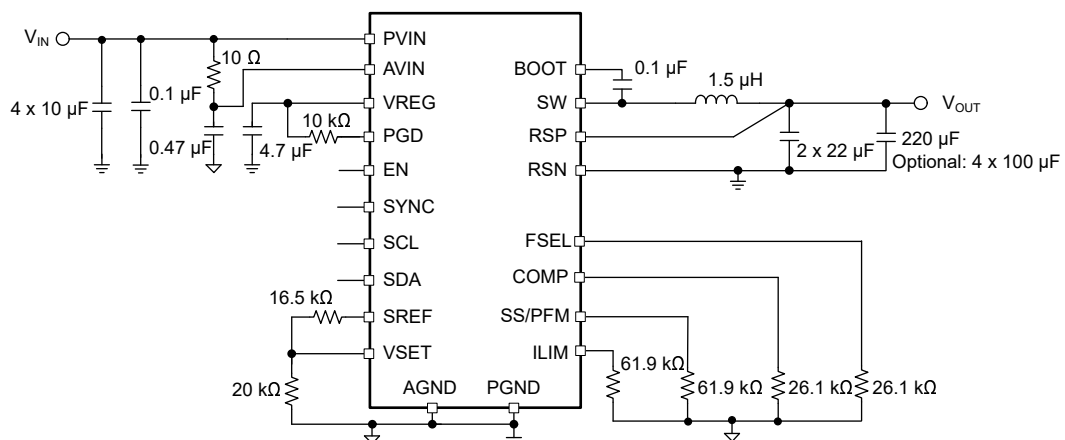 V_IN
4 x 10 µF
0.1 µF
10 Ω
0.47 µF
4.7 µF
10 kΩ
16.5 kΩ
20 kΩ
PVIN
AVIN
VREG
PGD
EN
SYNC
SCL
SDA
SREF
VSET
AGND
PGND
BOOT
SW
RSP
RSN
FSEL
COMP
SS/PFM
ILIM
0.1 µF
1.5 µH
V_OUT
2 x 22 µF
220 µF
Optional: 4 x 100 µF
61.9 kΩ
61.9 kΩ
26.1 kΩ
26.1 kΩ